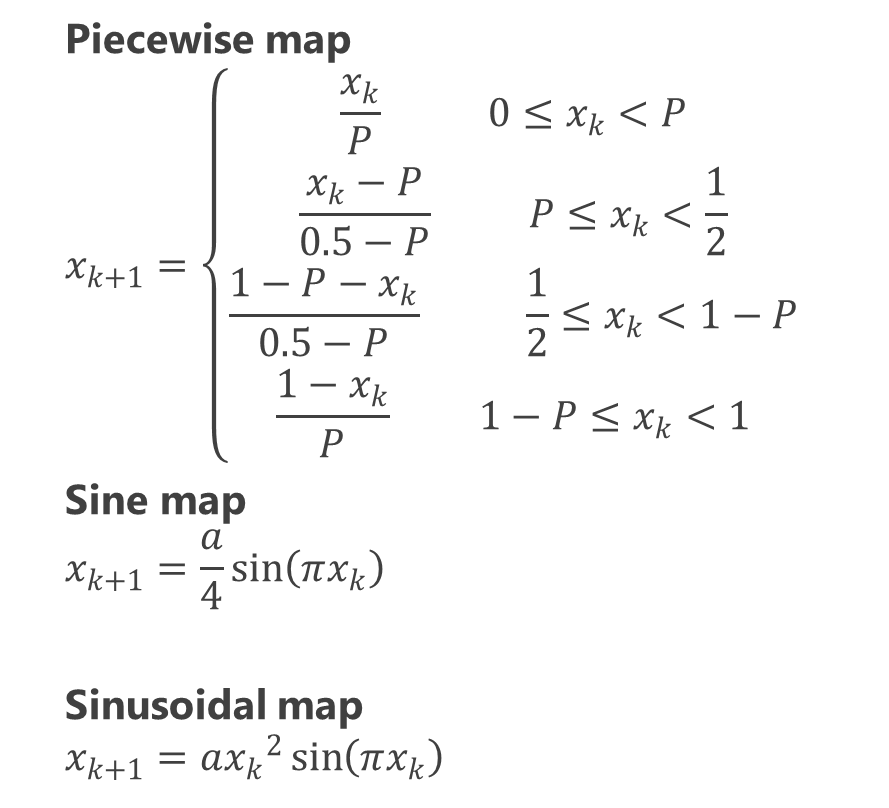 Piecewise map
x_{k+1} = { x_k / P    0 ≤ x_k < P
(x_k − P) / (0.5 − P)    P ≤ x_k < 1/2
(1 − P − x_k) / (0.5 − P)    1/2 ≤ x_k < 1 − P
(1 − x_k) / P    1 − P ≤ x_k < 1
Sine map
x_{k+1} = a/4 sin(πx_k)
Sinusoidal map
x_{k+1} = ax_k² sin(πx_k)